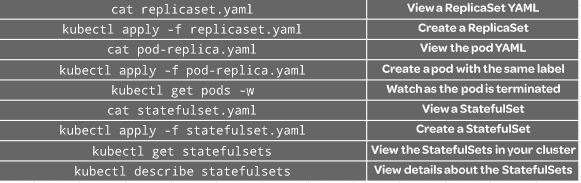 cat replicaset.yaml View a ReplicaSet YAML
kubectl apply -f replicaset.yaml Create a ReplicaSet
cat pod-replica.yaml View the pod YAML
kubectl apply -f pod-replica.yaml Create a pod with the same label
kubectl get pods -w Watch as the pod is terminated
cat statefulset.yaml View a StatefulSet
kubectl apply -f statefulset.yaml Create a StatefulSet
kubectl get statefulsets View the StatefulSets in your cluster
kubectl describe statefulsets View details about the StatefulSets